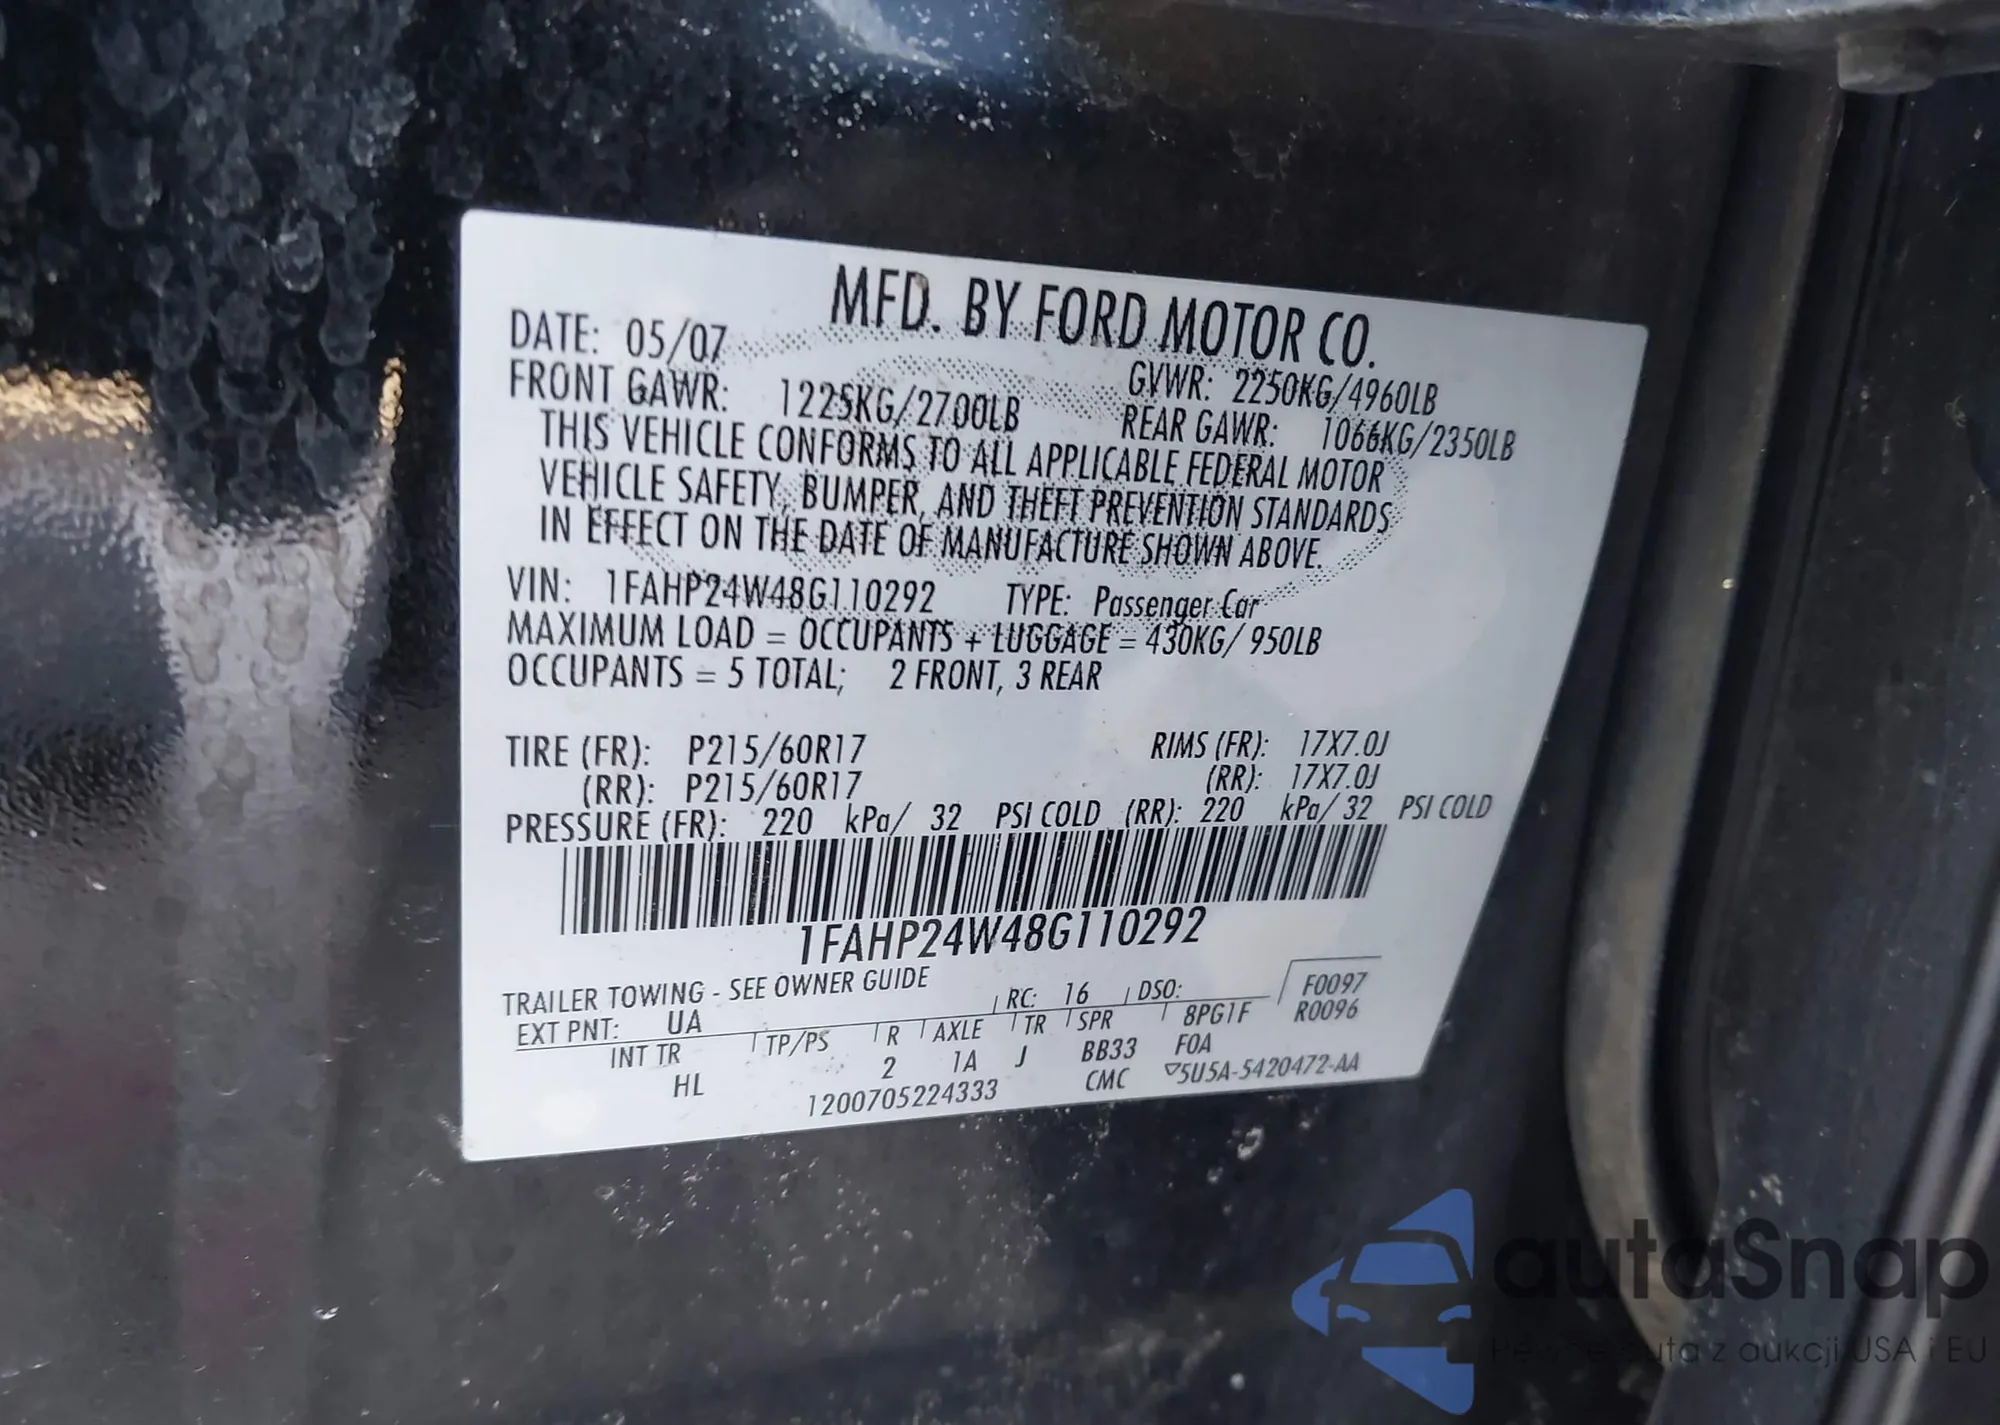 MFD. BY FORD MOTOR CO.
DATE: 05/07 GVWR: 2250KG/4960LB
FRONT GAWR: 1225KG/2700LB REAR GAWR: 1066KG/2350LB
THIS VEHICLE CONFORMS TO ALL APPLICABLE FEDERAL MOTOR
VEHICLE SAFETY, BUMPER, AND THEFT PREVENTION STANDARDS
IN EFFECT ON THE DATE OF MANUFACTURE SHOWN ABOVE.
VIN: 1FAHP24W48G110292 TYPE: Passenger Car
MAXIMUM LOAD = OCCUPANTS + LUGGAGE = 430KG/ 950LB
OCCUPANTS = 5 TOTAL; 2 FRONT, 3 REAR
TIRE (FR): P215/60R17 RIMS (FR): 17X7.0J
(RR): P215/60R17 (RR): 17X7.0J
PRESSURE (FR): 220 kPa/ 32 PSI COLD (RR): 220 kPa/ 32 PSI COLD
1FAHP24W48G110292
TRAILER TOWING - SEE OWNER GUIDE RC: 16 DSO: F0097
EXT PNT: UA R0096
INT TR TP/PS R AXLE TR SPR 8PG1F
HL 2 1A J BB33 FOA
1200705224333 CMC ▽5U5A-5420472-AA
autaSnap
auta z aukcji USA i EU